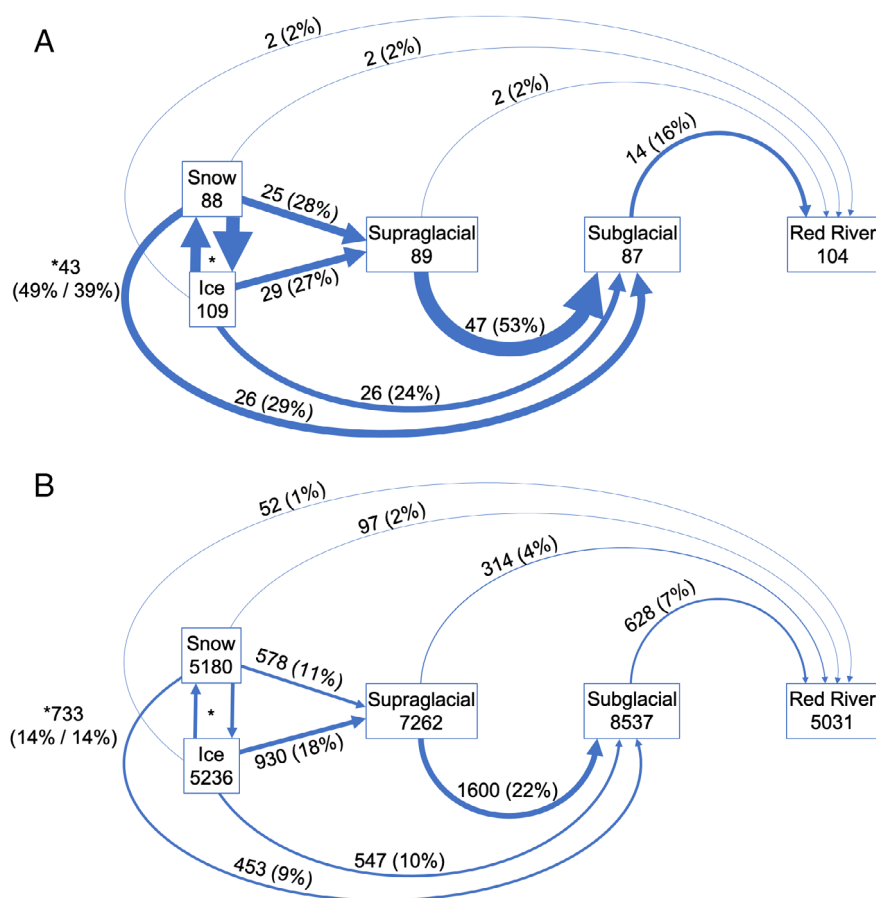 A
2 (2%)
2 (2%)
2 (2%)
14 (16%)
Snow
88
25 (28%)
Supraglacial
89
Subglacial
87
Red River
104
*43
(49% / 39%)
*
Ice
109
29 (27%)
47 (53%)
26 (29%)
26 (24%)
B
52 (1%)
97 (2%)
314 (4%)
628 (7%)
Snow
5180
578 (11%)
Supraglacial
7262
Subglacial
8537
Red River
5031
*733
(14% / 14%)
*
Ice
5236
930 (18%)
1600 (22%)
547 (10%)
453 (9%)